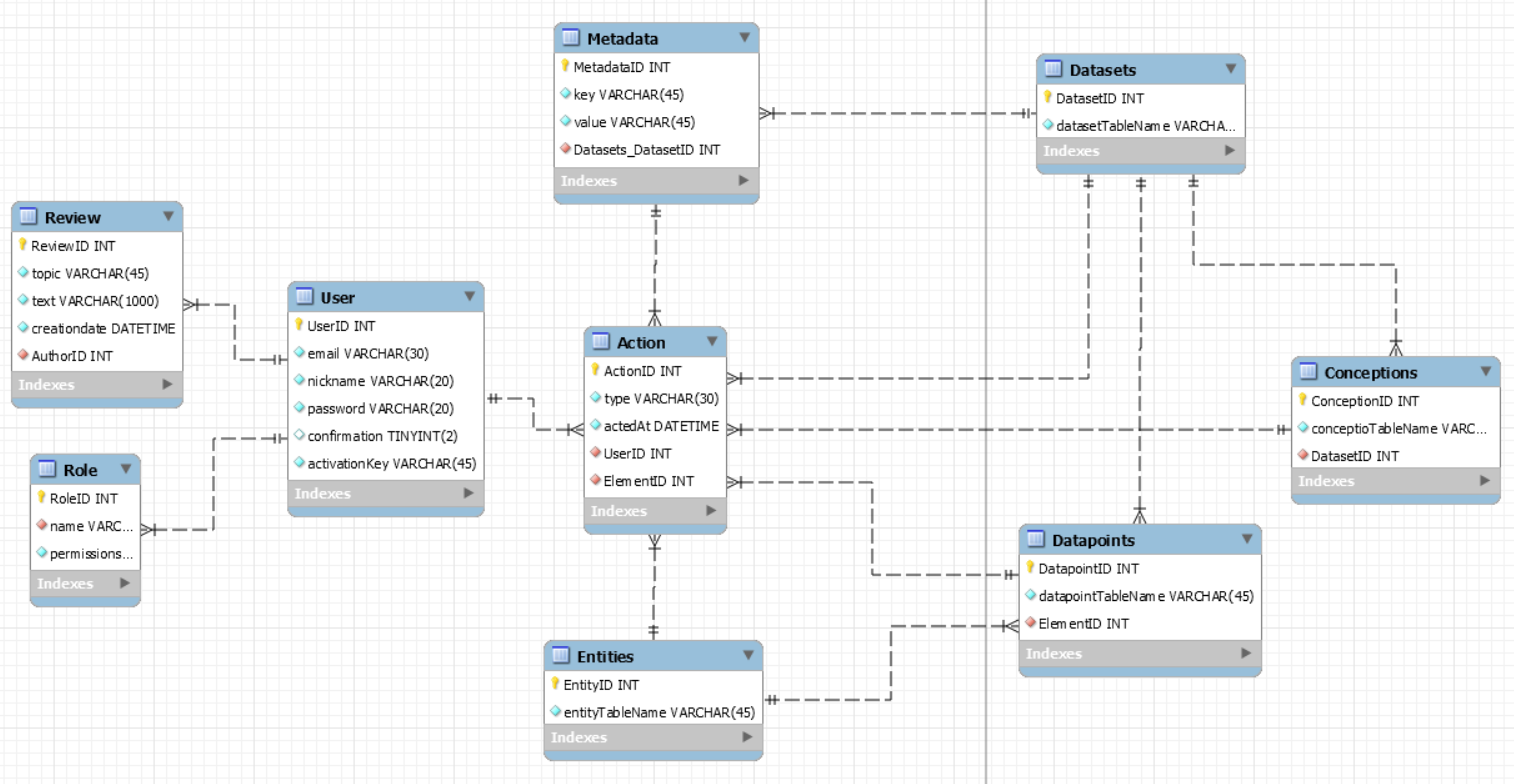 Metadata
MetadataID INT
key VARCHAR(45)
value VARCHAR(45)
Datasets_DatasetID INT
Indexes
Datasets
DatasetID INT
datasetTableName VARCHA...
Indexes
Review
ReviewID INT
topic VARCHAR(45)
text VARCHAR(1000)
creationdate DATETIME
AuthorID INT
Indexes
User
UserID INT
email VARCHAR(30)
nickname VARCHAR(20)
password VARCHAR(20)
confirmation TINYINT(2)
activationKey VARCHAR(45)
Indexes
Action
ActionID INT
type VARCHAR(30)
actedAt DATETIME
UserID INT
ElementID INT
Indexes
Conceptions
ConceptionID INT
conceptioTableName VARC...
DatasetID INT
Indexes
Role
RoleID INT
name VARC...
permissions...
Indexes
Datapoints
DatapointID INT
datapointTableName VARCHAR(45)
ElementID INT
Indexes
Entities
EntityID INT
entityTableName VARCHAR(45)
Indexes